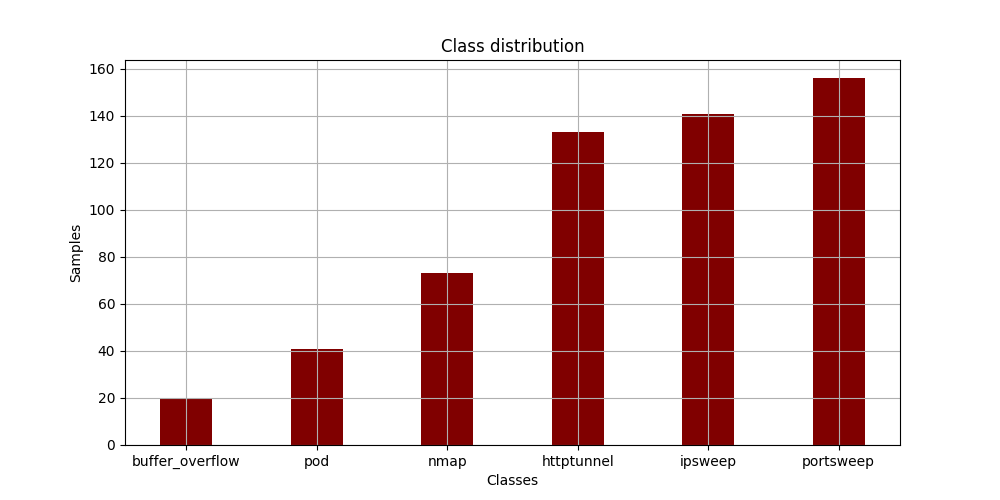 Class distribution
160
140
120
100
80
60
40
20
0
Samples
buffer_overflow pod nmap httptunnel ipsweep portsweep
Classes